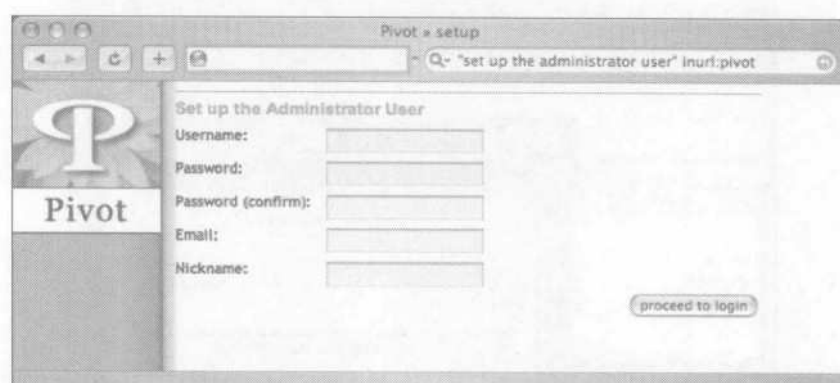 Pivot » setup
"set up the administrator user" inurl:pivot
Set up the Administrator User
Username:
Password:
Password (confirm):
Pivot
Email:
Nickname:
proceed to login